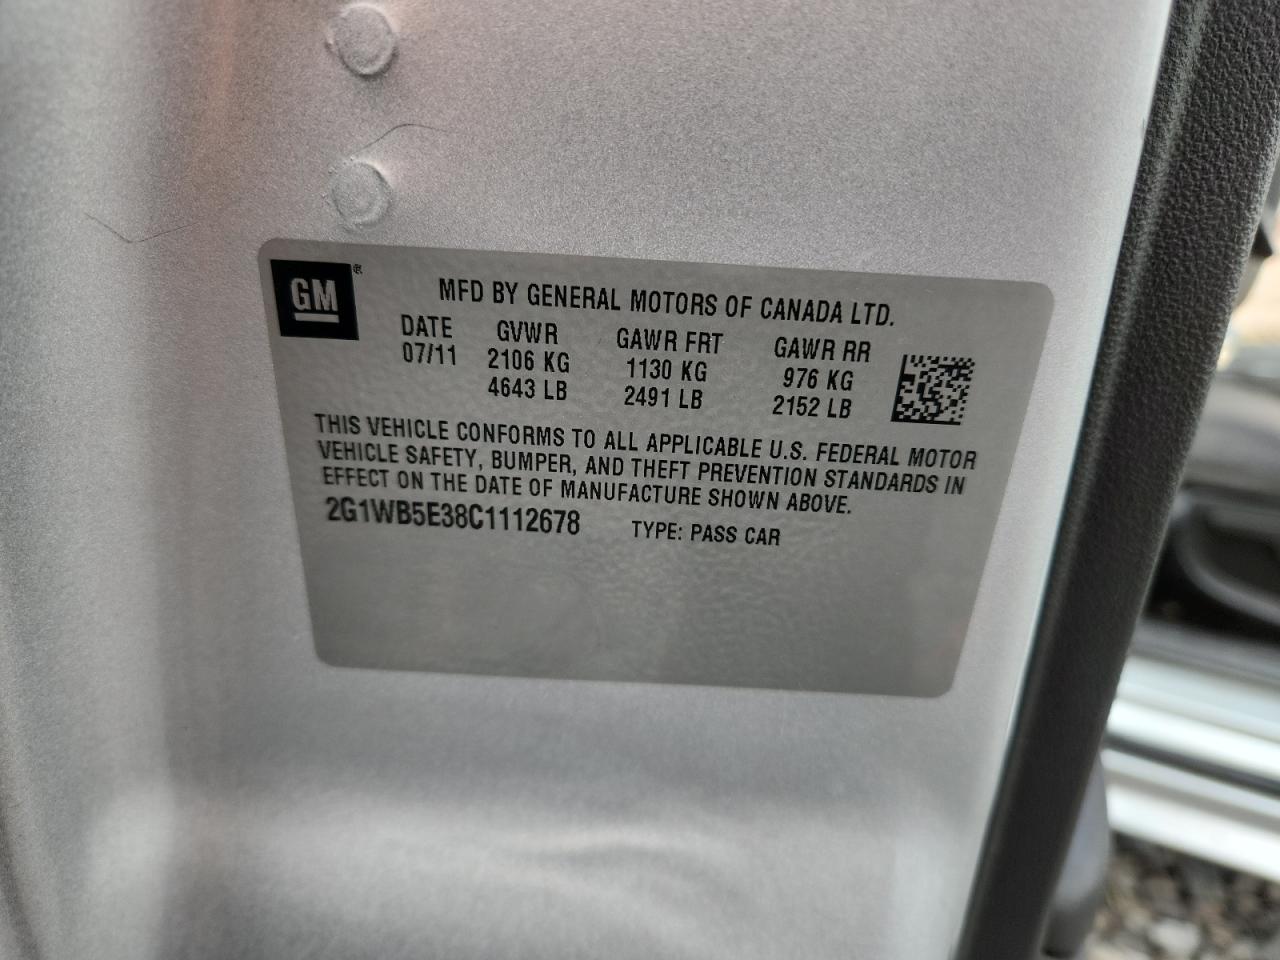 GM ®
MFD BY GENERAL MOTORS OF CANADA LTD.
DATE GVWR GAWR FRT GAWR RR
07/11 2106 KG 1130 KG 976 KG
4643 LB 2491 LB 2152 LB
THIS VEHICLE CONFORMS TO ALL APPLICABLE U.S. FEDERAL MOTOR
VEHICLE SAFETY, BUMPER, AND THEFT PREVENTION STANDARDS IN
EFFECT ON THE DATE OF MANUFACTURE SHOWN ABOVE.
2G1WB5E38C1112678 TYPE: PASS CAR